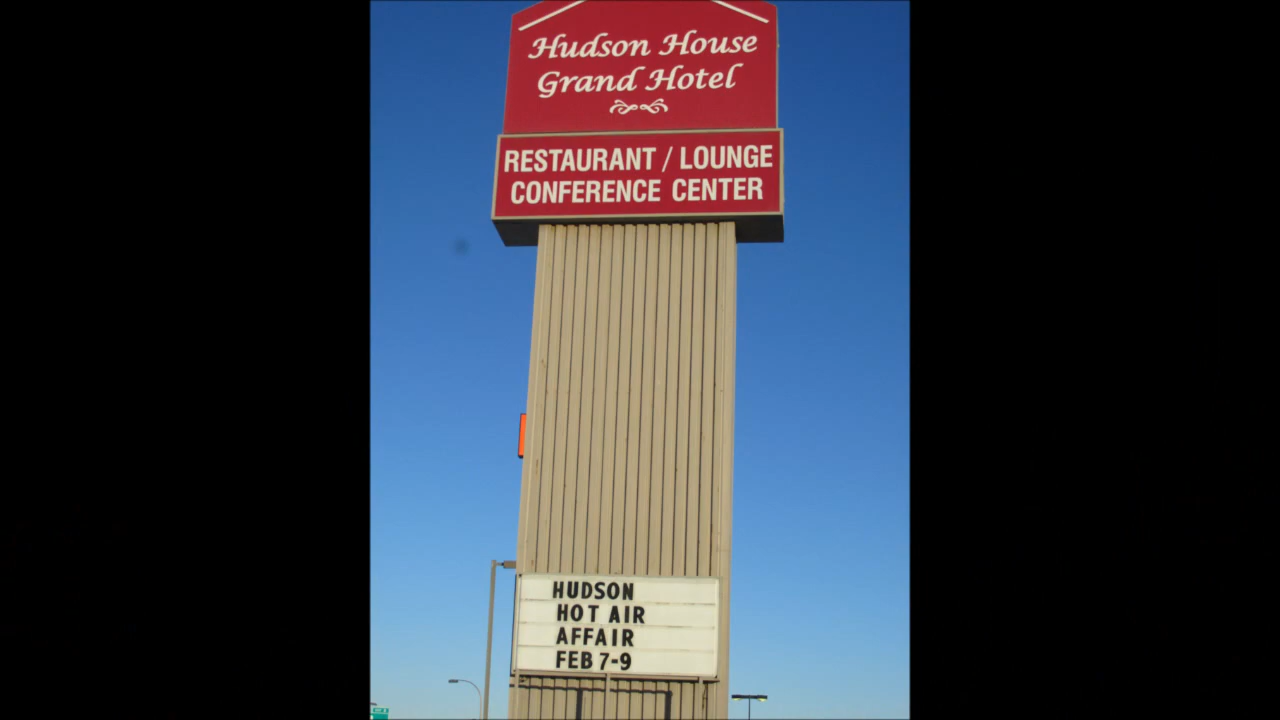 Hudson House
Grand Hotel
RESTAURANT / LOUNGE
CONFERENCE CENTER
HUDSON
HOT AIR
AFFAIR
FEB 7-9